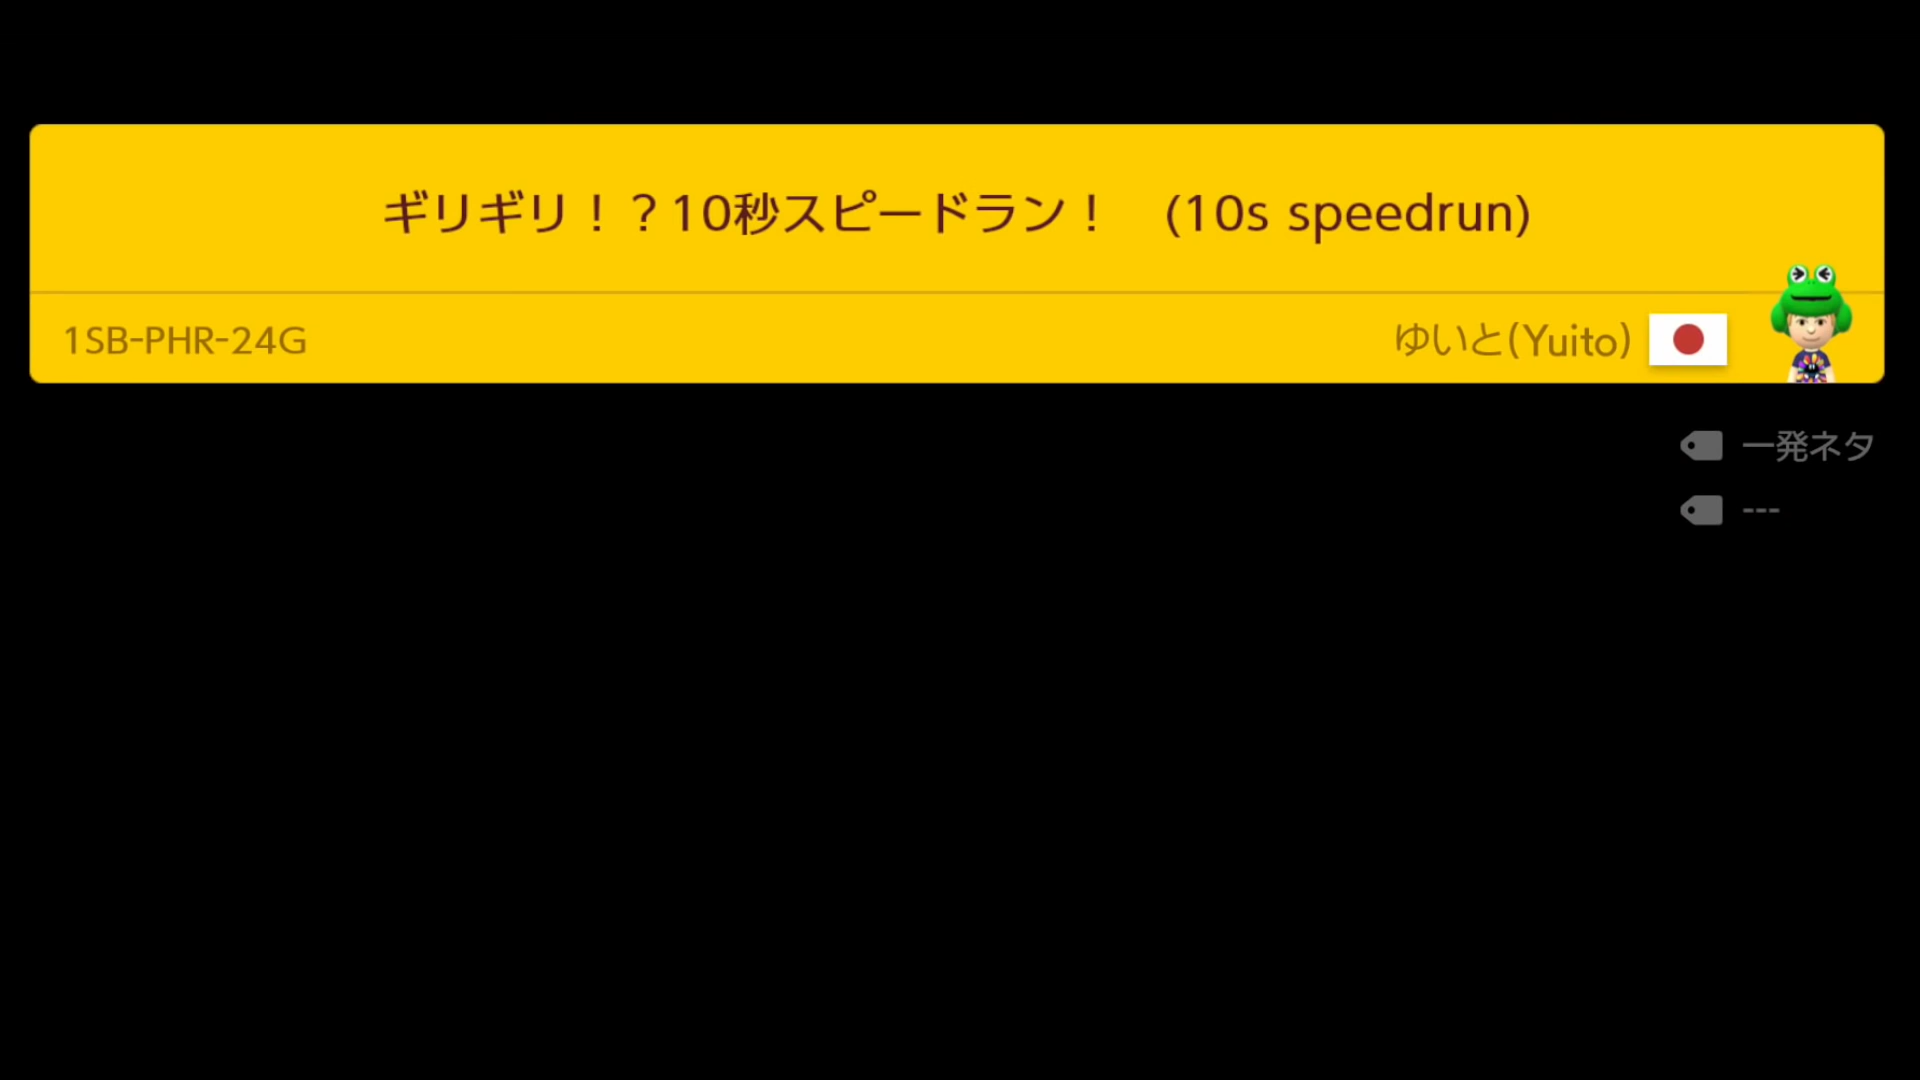 ギリギリ！？10秒スピードラン！　(10s speedrun)
1SB-PHR-24G
ゆいと(Yuito)
一発ネタ
---